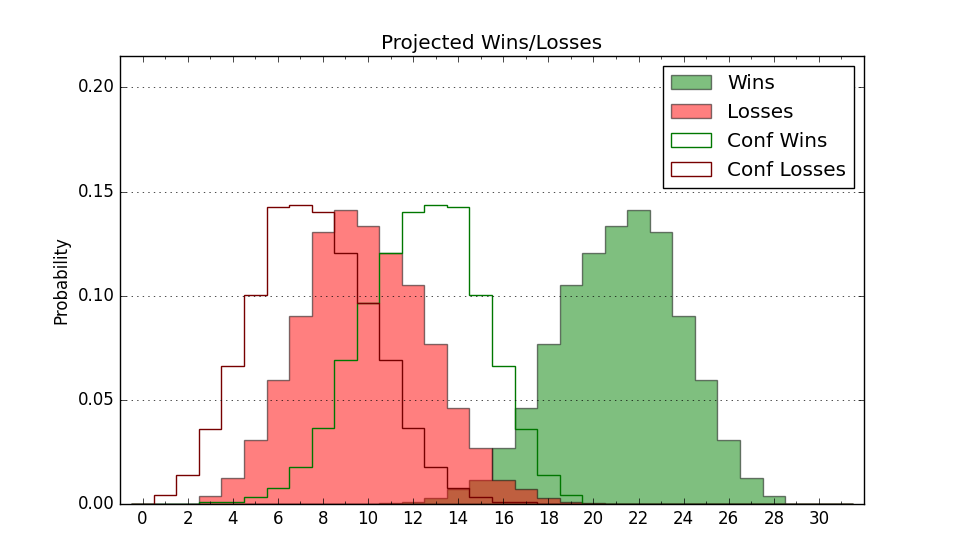 Projected Wins/Losses
0.20
0.15
0.10
0.05
0.00
Probability
Wins
Losses
Conf Wins
Conf Losses
0 2 4 6 8 10 12 14 16 18 20 22 24 26 28 30